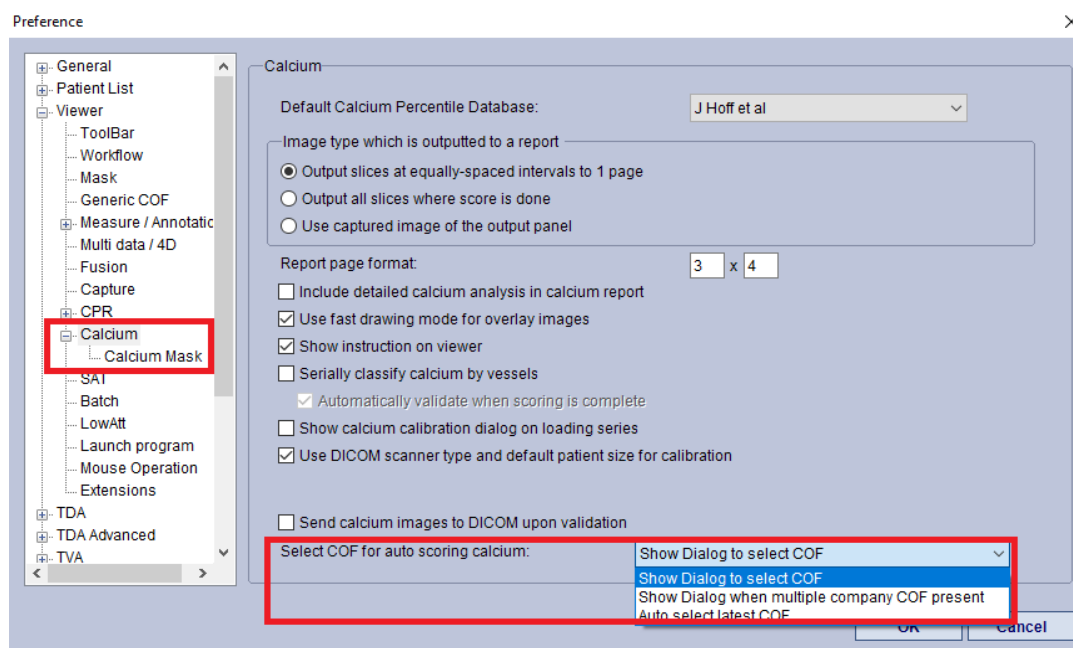 Preference
General
Patient List
Viewer
ToolBar
Workflow
Mask
Generic COF
Measure / Annotatic
Multi data / 4D
Fusion
Capture
CPR
Calcium
Calcium Mask
SAT
Batch
LowAtt
Launch program
Mouse Operation
Extensions
TDA
TDA Advanced
TVA
Calcium
Default Calcium Percentile Database:
J Hoff et al
Image type which is outputted to a report
Output slices at equally-spaced intervals to 1 page
Output all slices where score is done
Use captured image of the output panel
Report page format:
3 x 4
Include detailed calcium analysis in calcium report
Use fast drawing mode for overlay images
Show instruction on viewer
Serially classify calcium by vessels
Automatically validate when scoring is complete
Show calcium calibration dialog on loading series
Use DICOM scanner type and default patient size for calibration
Send calcium images to DICOM upon validation
Select COF for auto scoring calcium:
Show Dialog to select COF
Show Dialog to select COF
Show Dialog when multiple company COF present
Auto select latest COF
OK
Cancel